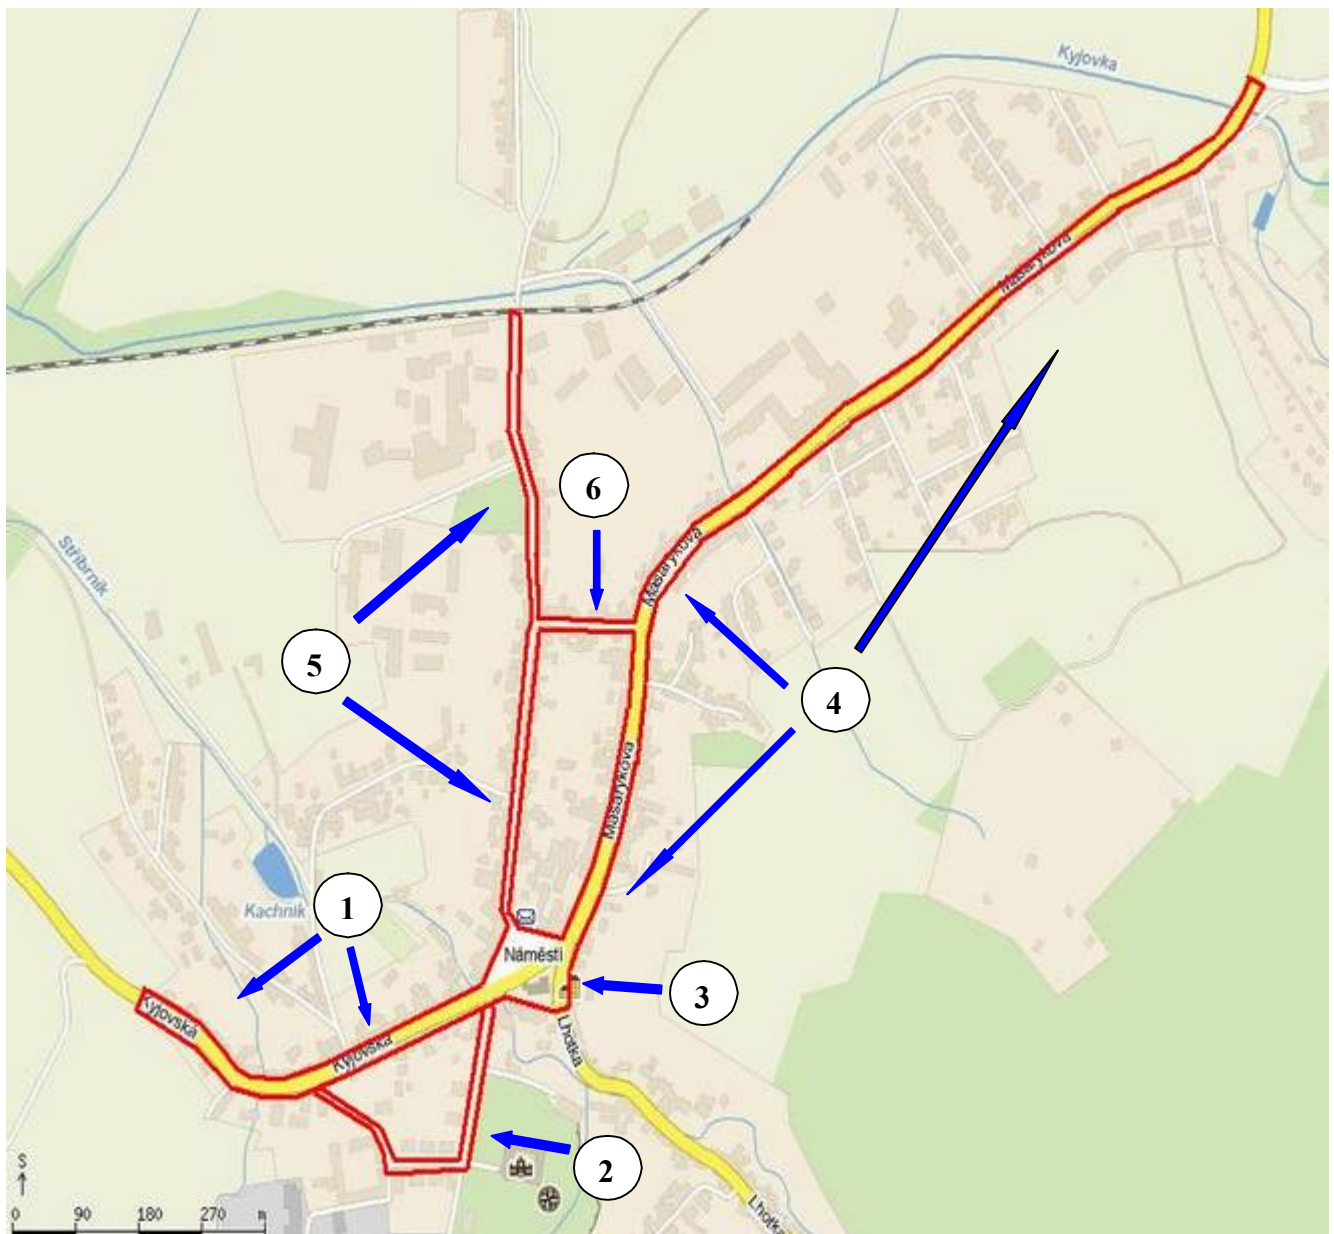 Kyjovka
Masarykova
6
Masarykova
Stříbrník
5
4
Masarykova
Kachník
1
Náměstí
3
Kyjovská
Kyjovská
Lhotka
2
Lhotka
S
0 90 180 270 m